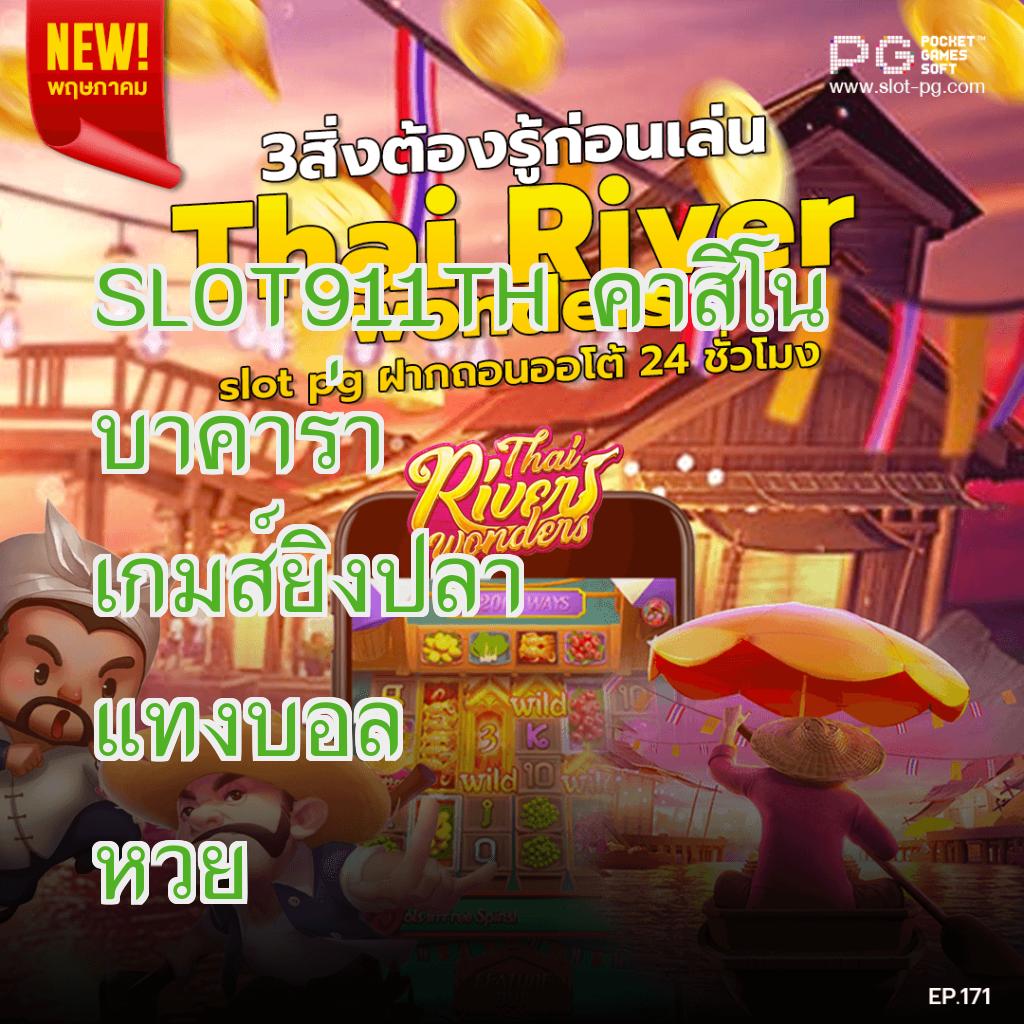 NEW!
พฤษภาคม
PG POCKET GAMES SOFT™
www.slot-pg.com
3สิ่งต้องรู้ก่อนเล่น
Thai River
wonders
SLOT911TH คาสิโน
slot pg ฝากถอนออโต้ 24 ชั่วโมง
บาคาร่า
Thai
River
wonders
เกมส์ยิงปลา
WAYS
wild
K
แทงบอล
wild
10
J
Q
หวย
EP.171